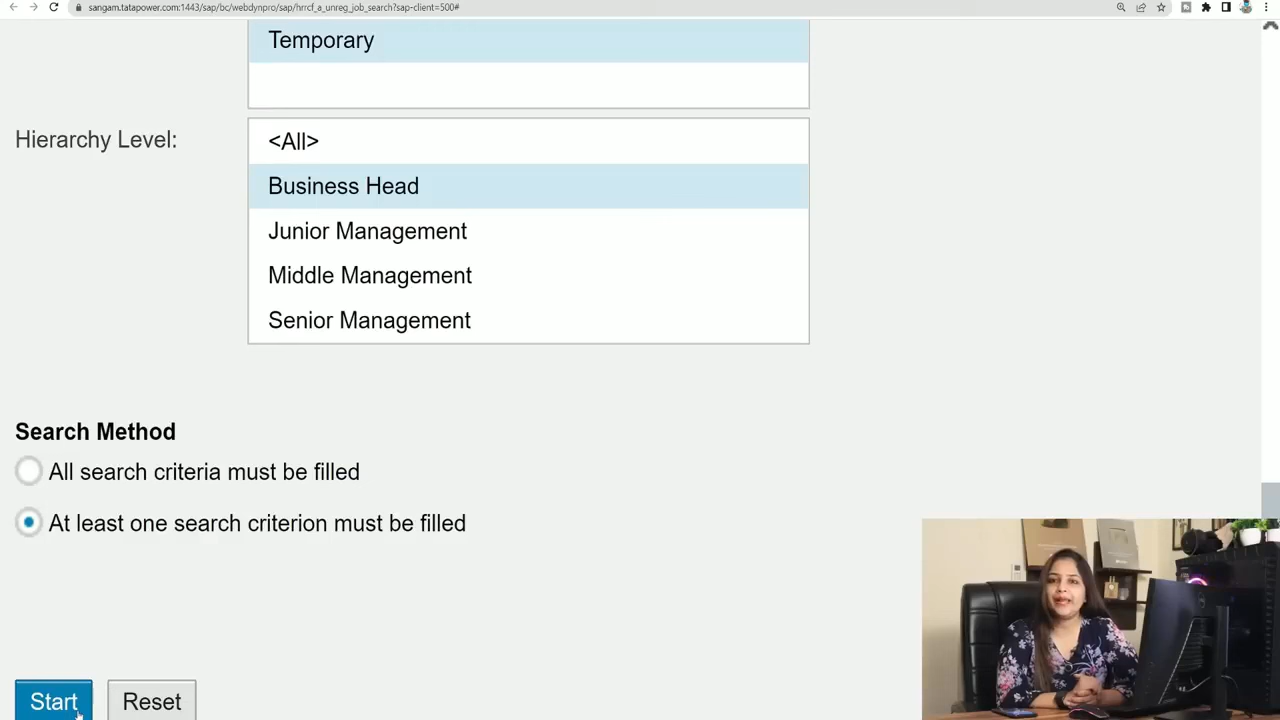 sangam.tatapower.com:1443/sap/bc/webdynpro/sap/hrrcf_a_unreg_job_search?sap-client=500#
Temporary
Hierarchy Level:
<All>
Business Head
Junior Management
Middle Management
Senior Management
Search Method
All search criteria must be filled
At least one search criterion must be filled
Start
Reset